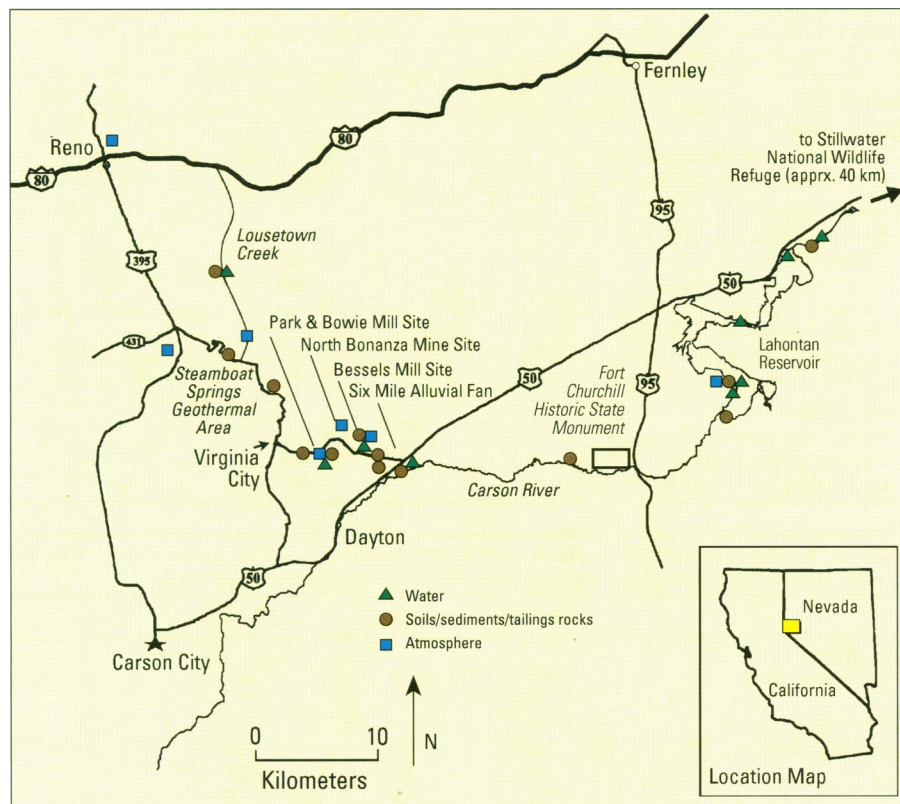 Fernley
Reno
80
80
to Stillwater
National Wildlife
Refuge (apprx. 40 km)
95
395
Lousetown
Creek
50
431
Park & Bowie Mill Site
North Bonanza Mine Site
Bessels Mill Site
Six Mile Alluvial Fan
Steamboat
Springs
Geothermal
Area
Lahontan
Reservoir
50
95
Fort
Churchill
Historic State
Monument
Virginia
City
Carson River
Dayton
50
Water
Soils/sediments/tailings rocks
Atmosphere
Carson City
0 10
Kilometers
N
Nevada
California
Location Map